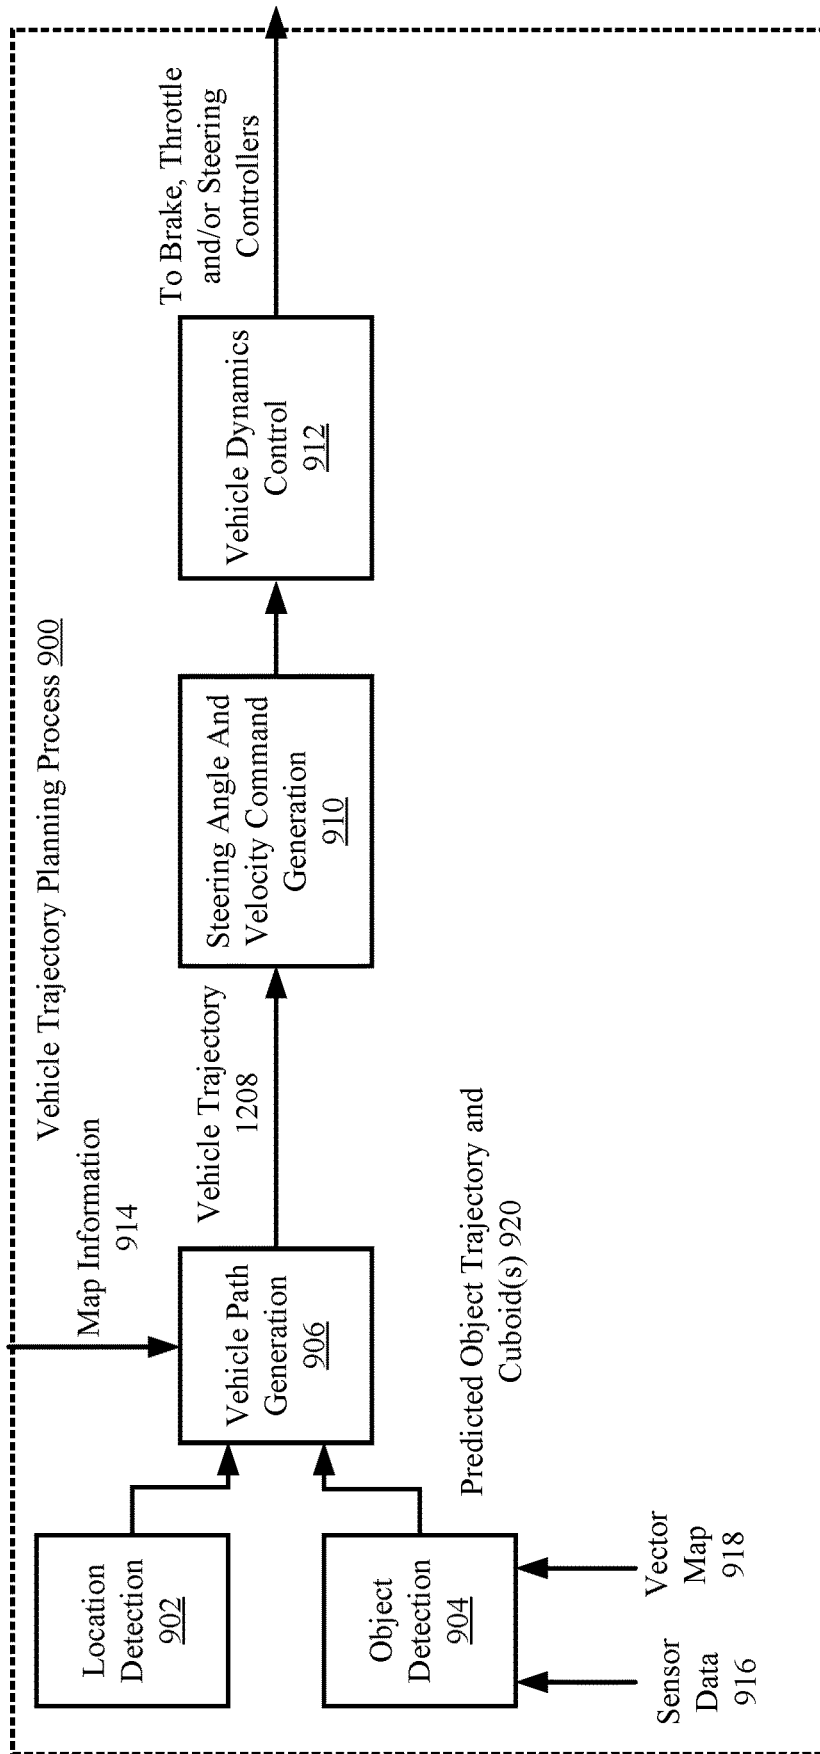 Vehicle Trajectory Planning Process 900
Map Information
914
Location
Detection
902
Object
Detection
904
Vehicle Path
Generation
906
Vehicle Trajectory
1208
Steering Angle And
Velocity Command
Generation
910
Vehicle Dynamics
Control
912
To Brake, Throttle
and/or Steering
Controllers
Predicted Object Trajectory and
Cuboid(s) 920
Sensor
Data
916
Vector
Map
918